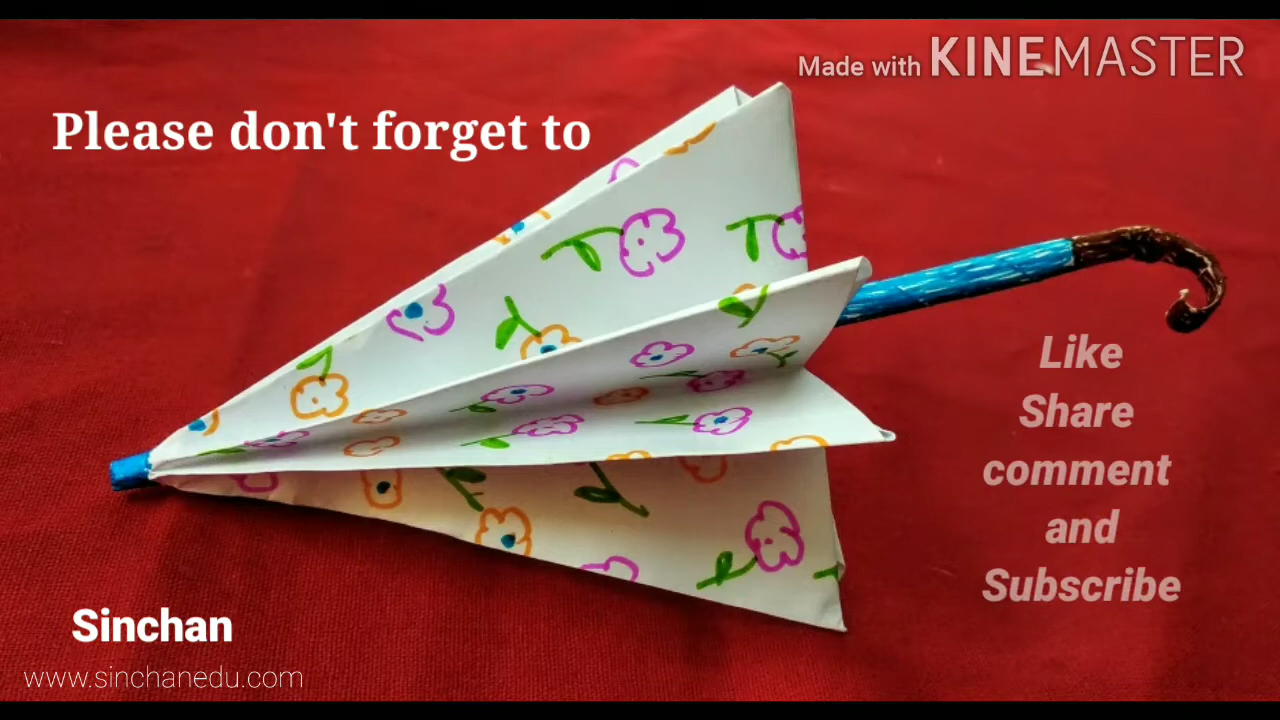 Made with KINEMASTER
Please don't forget to
Like
Share
comment
and
Subscribe
Sinchan
www.sinchanedu.com